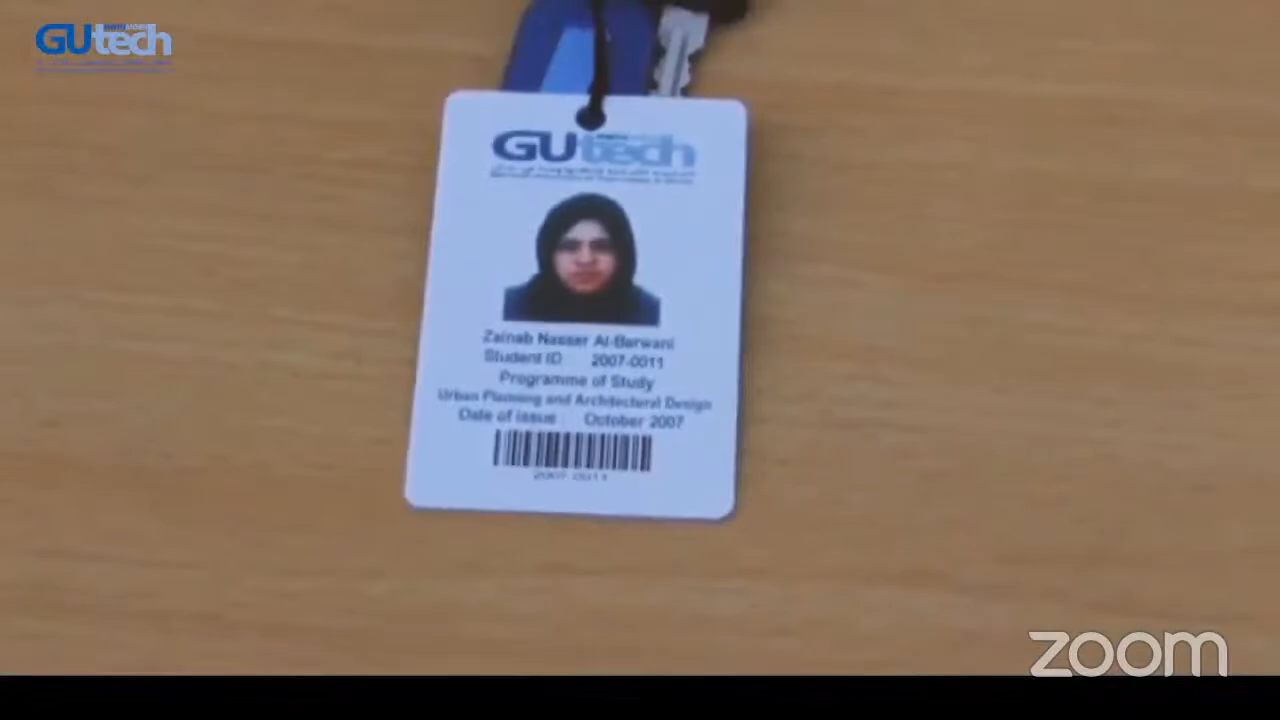 GUtech
GUtech
Zainab Nasser Al-Barwani
Student ID 2007-0011
Programme of Study
Urban Planning and Architectural Design
Date of issue October 2007
2007-0011
zoom